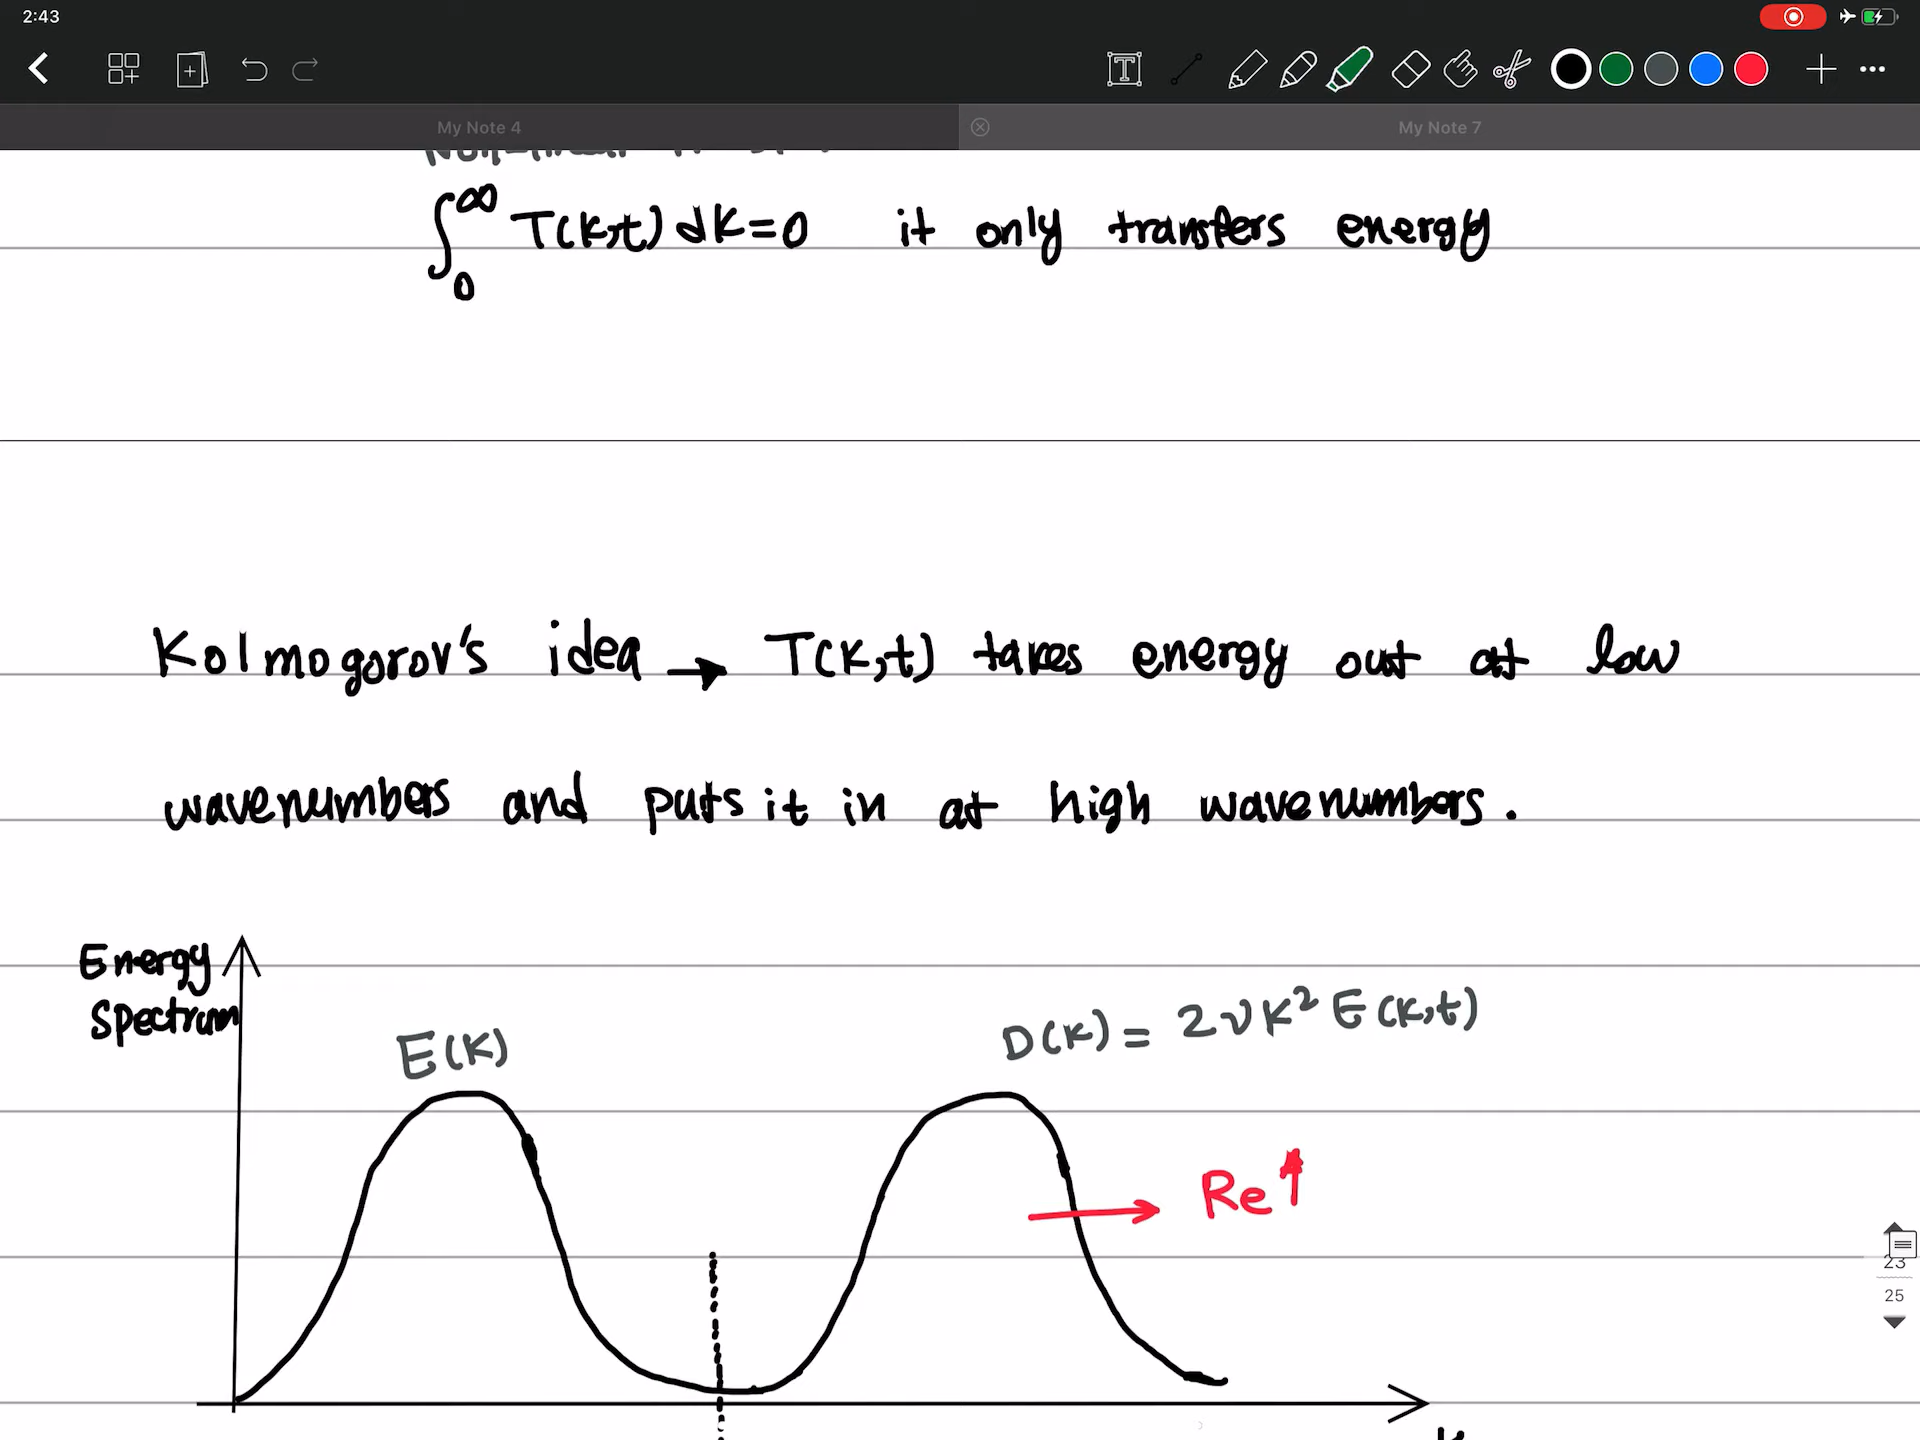 2:43
My Note 4
My Note 7
∫₀^∞ T(k,t) dk = 0 it only transfers energy
Kolmogorov's idea → T(k,t) takes energy out at low
wavenumbers and puts it in at high wavenumbers.
Energy
Spectrum
E(k)
D(k) = 2νk² E(k,t)
Re↑
23
25